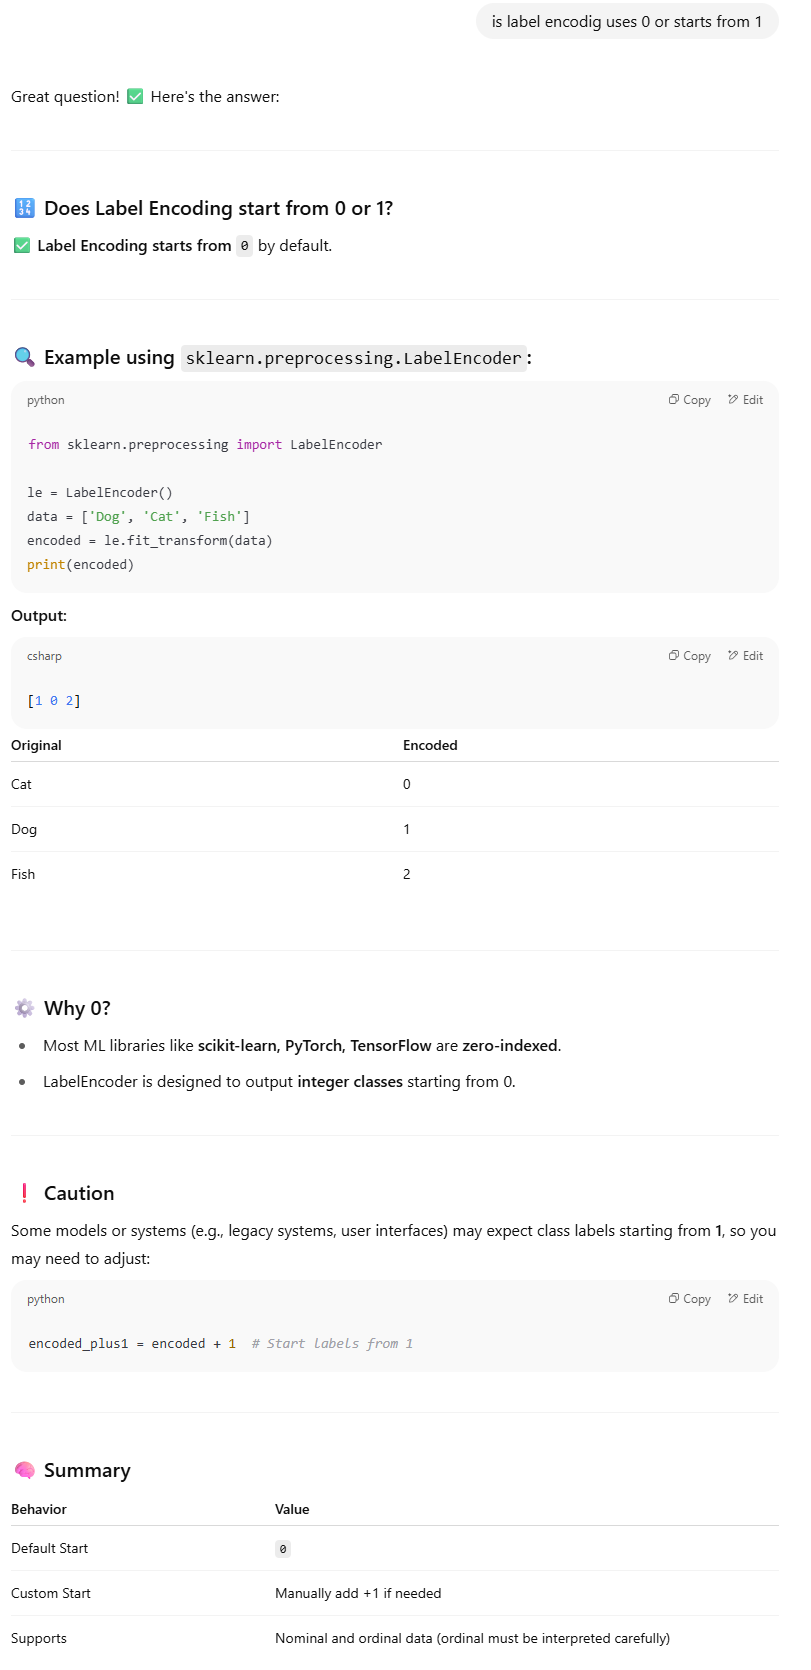 is label encodig uses 0 or starts from 1
Great question! ✅ Here's the answer:
🔢 Does Label Encoding start from 0 or 1?
✅ Label Encoding starts from 0 by default.
🔍 Example using sklearn.preprocessing.LabelEncoder:
python Copy Edit
from sklearn.preprocessing import LabelEncoder
le = LabelEncoder()
data = ['Dog', 'Cat', 'Fish']
encoded = le.fit_transform(data)
print(encoded)
Output:
csharp Copy Edit
[1 0 2]
Original Encoded
Cat 0
Dog 1
Fish 2
⚙️ Why 0?
• Most ML libraries like scikit-learn, PyTorch, TensorFlow are zero-indexed.
• LabelEncoder is designed to output integer classes starting from 0.
❗ Caution
Some models or systems (e.g., legacy systems, user interfaces) may expect class labels starting from 1, so you
may need to adjust:
python Copy Edit
encoded_plus1 = encoded + 1  # Start labels from 1
🧠 Summary
Behavior Value
Default Start 0
Custom Start Manually add +1 if needed
Supports Nominal and ordinal data (ordinal must be interpreted carefully)